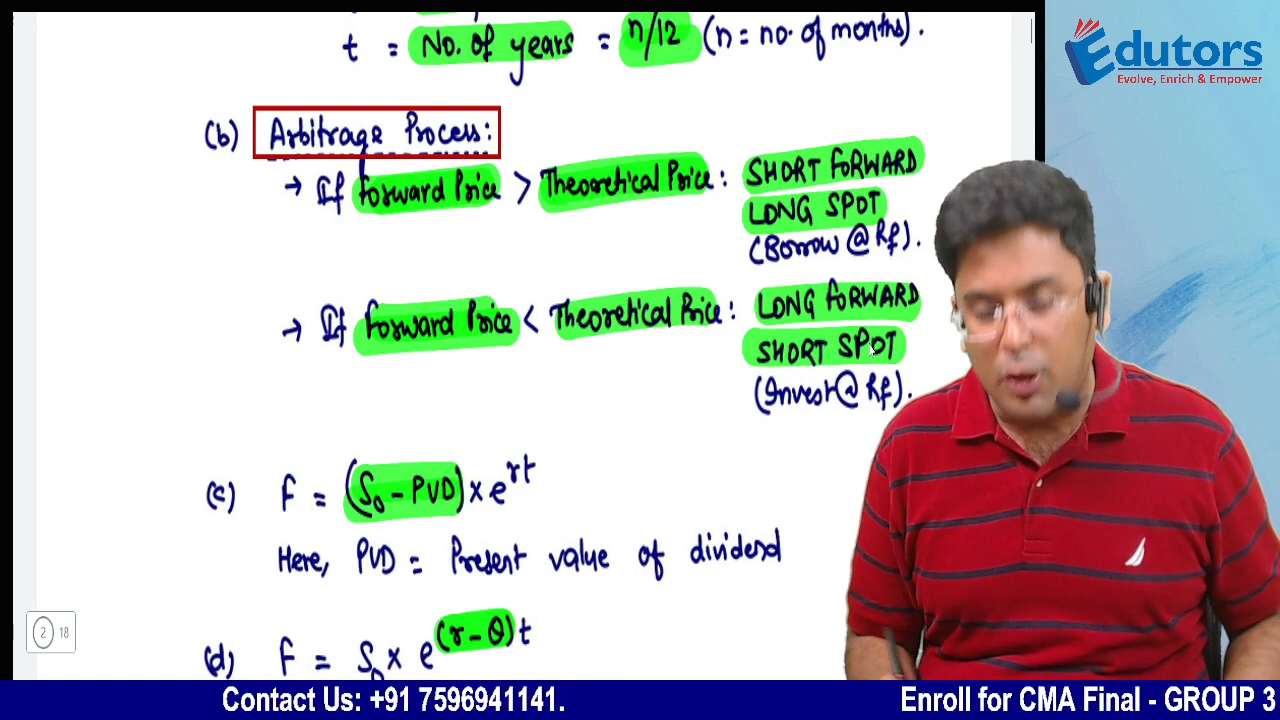 t = No. of years = n/12 (n = no. of months).
Edutors
Evolve, Enrich & Empower
(b) Arbitrage Process:
→ If forward Price > Theoretical Price : SHORT FORWARD
LONG SPOT
(Borrow @ Rf).
→ If forward Price < Theoretical Price : LONG FORWARD
SHORT SPOT
(Invest @ Rf).
(c) F = (S₀ – PVD) × e^rt
Here, PVD = Present value of dividend
2 18
(d) F = S₀ × e^(r – θ)t
Contact Us: +91 7596941141. Enroll for CMA Final - GROUP 3